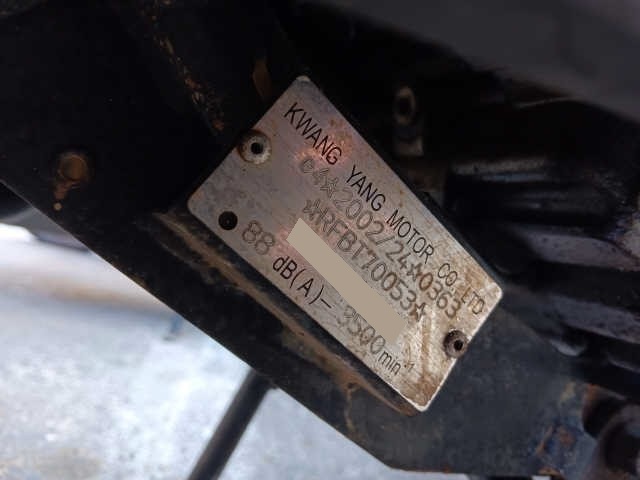 KWANG YANG MOTOR CO LTD
e4☆2002/24☆0363
☆RFBT70053☆
88 dB(A)- 3500min⁻¹